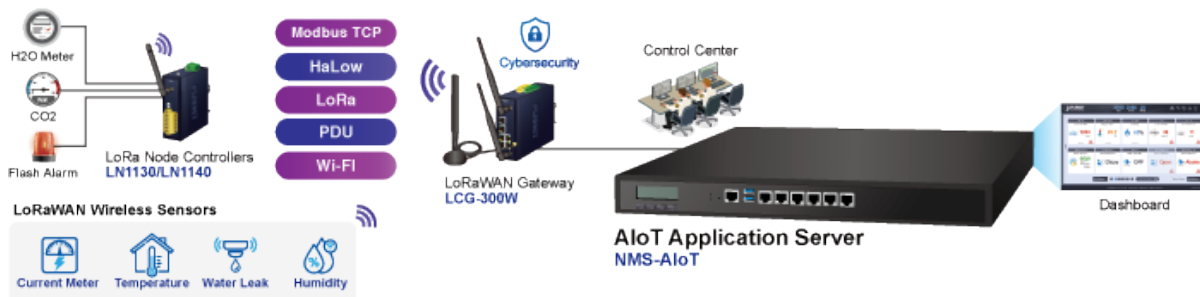 H2O Meter
CO2
Flash Alarm
LoRa Node Controllers
LN1130/LN1140
Modbus TCP
HaLow
LoRa
PDU
Wi-FI
Cybersecurity
LoRaWAN Gateway
LCG-300W
Control Center
AIoT Application Server
NMS-AIoT
Dashboard
LoRaWAN Wireless Sensors
Current Meter
Temperature
Water Leak
Humidity